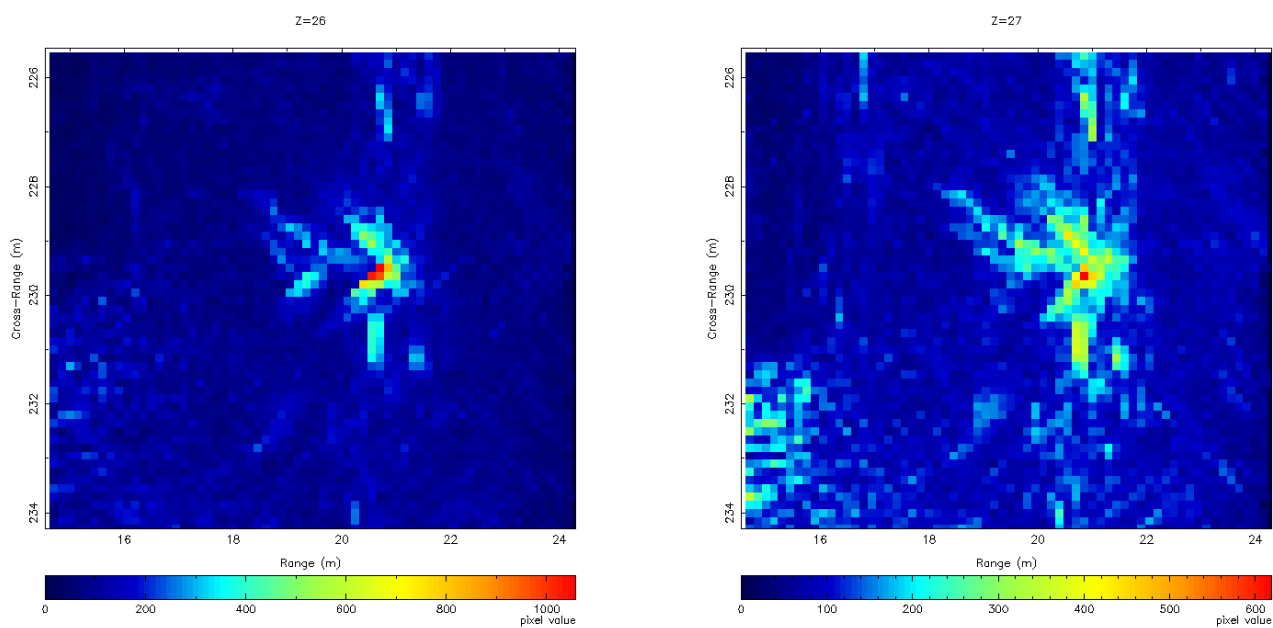 Z=26
226
228
230
232
234
Cross-Range (m)
16 18 20 22 24
Range (m)
0 200 400 600 800 1000
pixel value
Z=27
226
228
230
232
234
Cross-Range (m)
16 18 20 22 24
Range (m)
0 100 200 300 400 500 600
pixel value